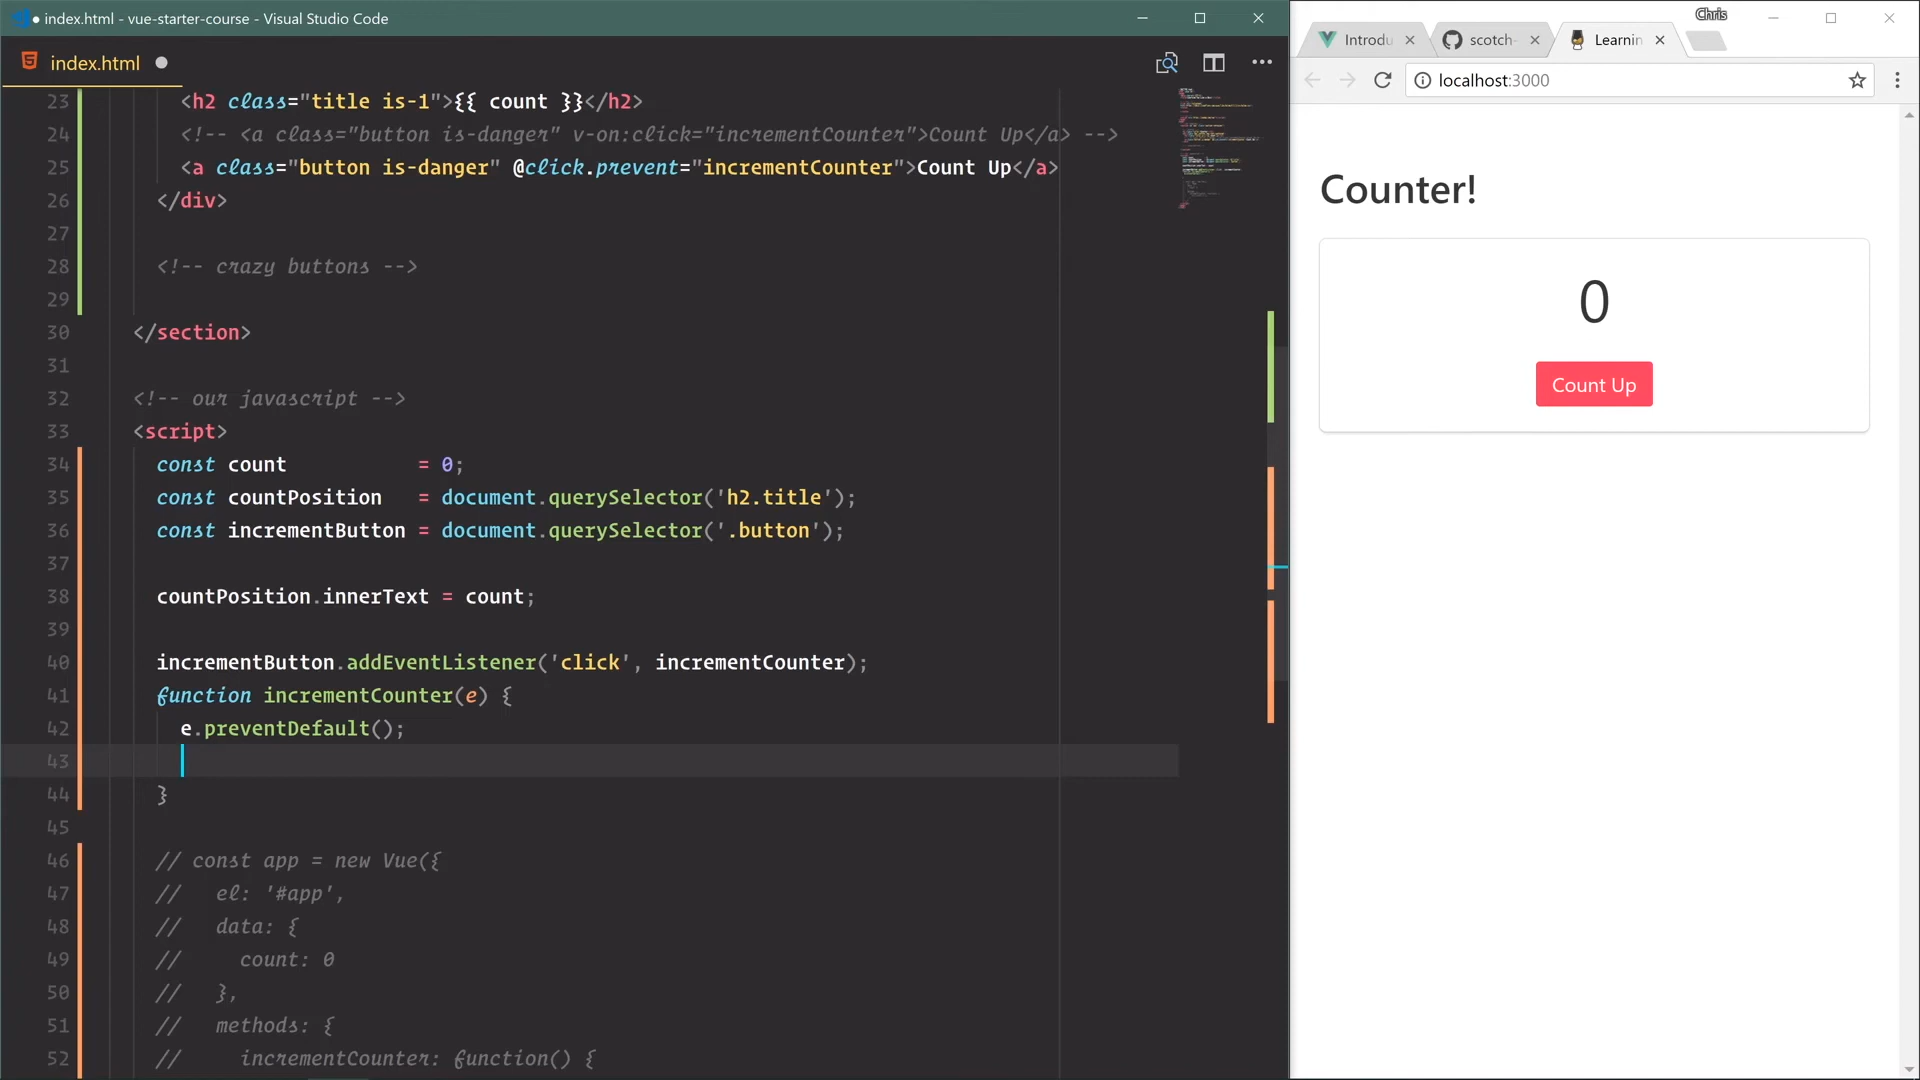 index.html - vue-starter-course - Visual Studio Code
index.html
23 <h2 class="title is-1">{{ count }}</h2>
24 <!-- <a class="button is-danger" v-on:click="incrementCounter">Count Up</a> -->
25 <a class="button is-danger" @click.prevent="incrementCounter">Count Up</a>
26 </div>
27
28 <!-- crazy buttons -->
29
30 </section>
31
32 <!-- our javascript -->
33 <script>
34 const count = 0;
35 const countPosition = document.querySelector('h2.title');
36 const incrementButton = document.querySelector('.button');
37
38 countPosition.innerText = count;
39
40 incrementButton.addEventListener('click', incrementCounter);
41 function incrementCounter(e) {
42 e.preventDefault();
43
44 }
45
46 // const app = new Vue({
47 // el: '#app',
48 // data: {
49 // count: 0
50 // },
51 // methods: {
52 // incrementCounter: function() {
Chris
Introdu
scotch-
Learnin
localhost:3000
Counter!
0
Count Up